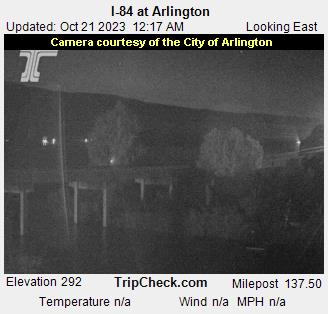 I-84 at Arlington
Updated: Oct 21 2023 12:17 AM Looking East
Camera courtesy of the City of Arlington
Elevation 292 TripCheck.com Milepost 137.50
Temperature n/a Wind n/a MPH n/a